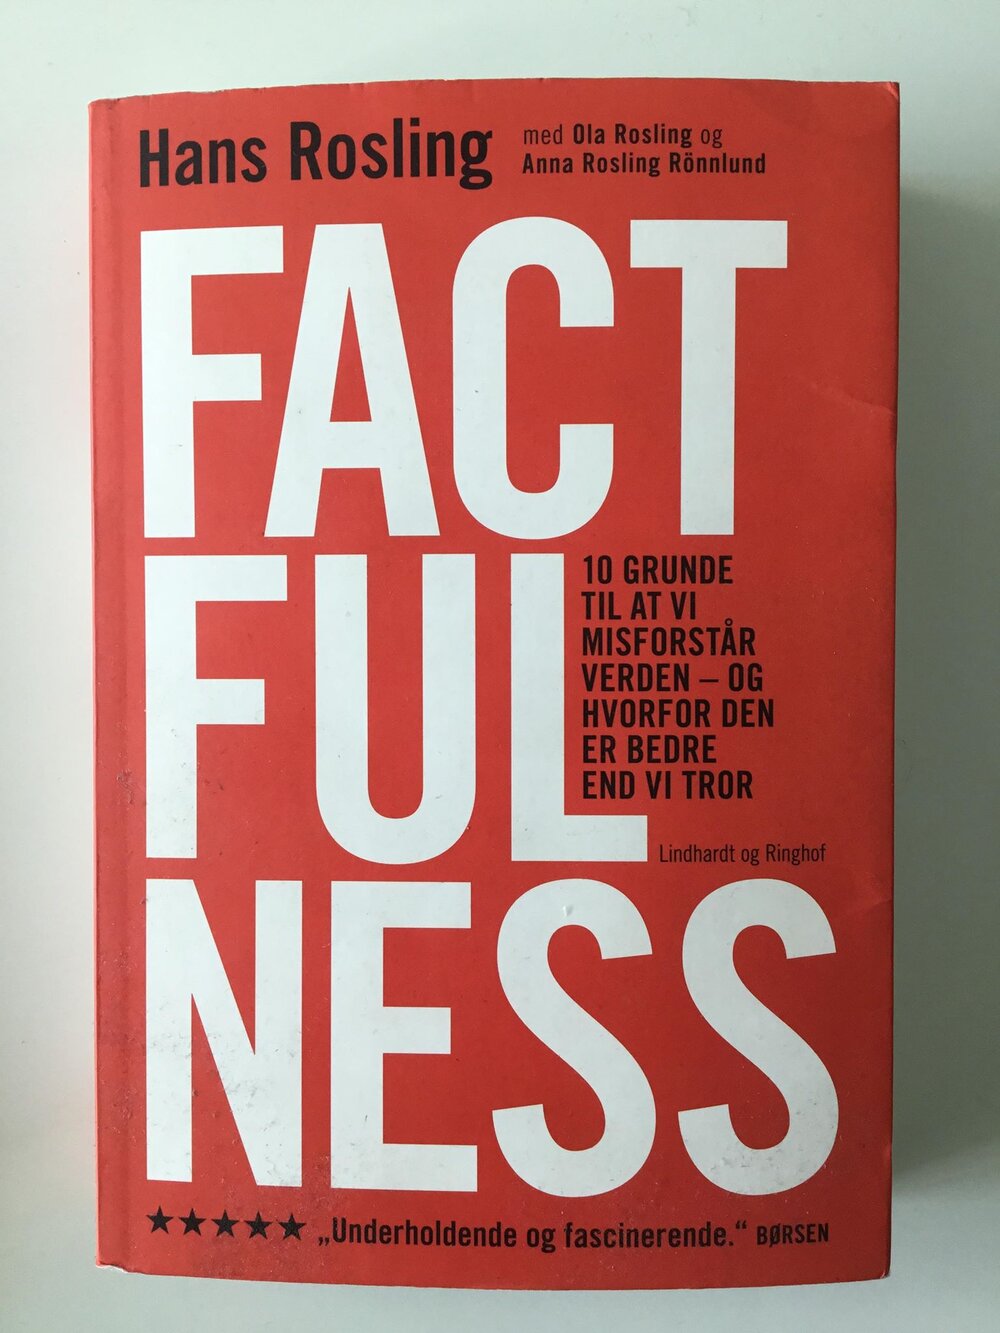 Hans Rosling
med Ola Rosling og
Anna Rosling Rönnlund
FACT
FUL
NESS
10 GRUNDE
TIL AT VI
MISFORSTÅR
VERDEN – OG
HVORFOR DEN
ER BEDRE
END VI TROR
Lindhardt og Ringhof
★★★★★ „Underholdende og fascinerende.“ BØRSEN